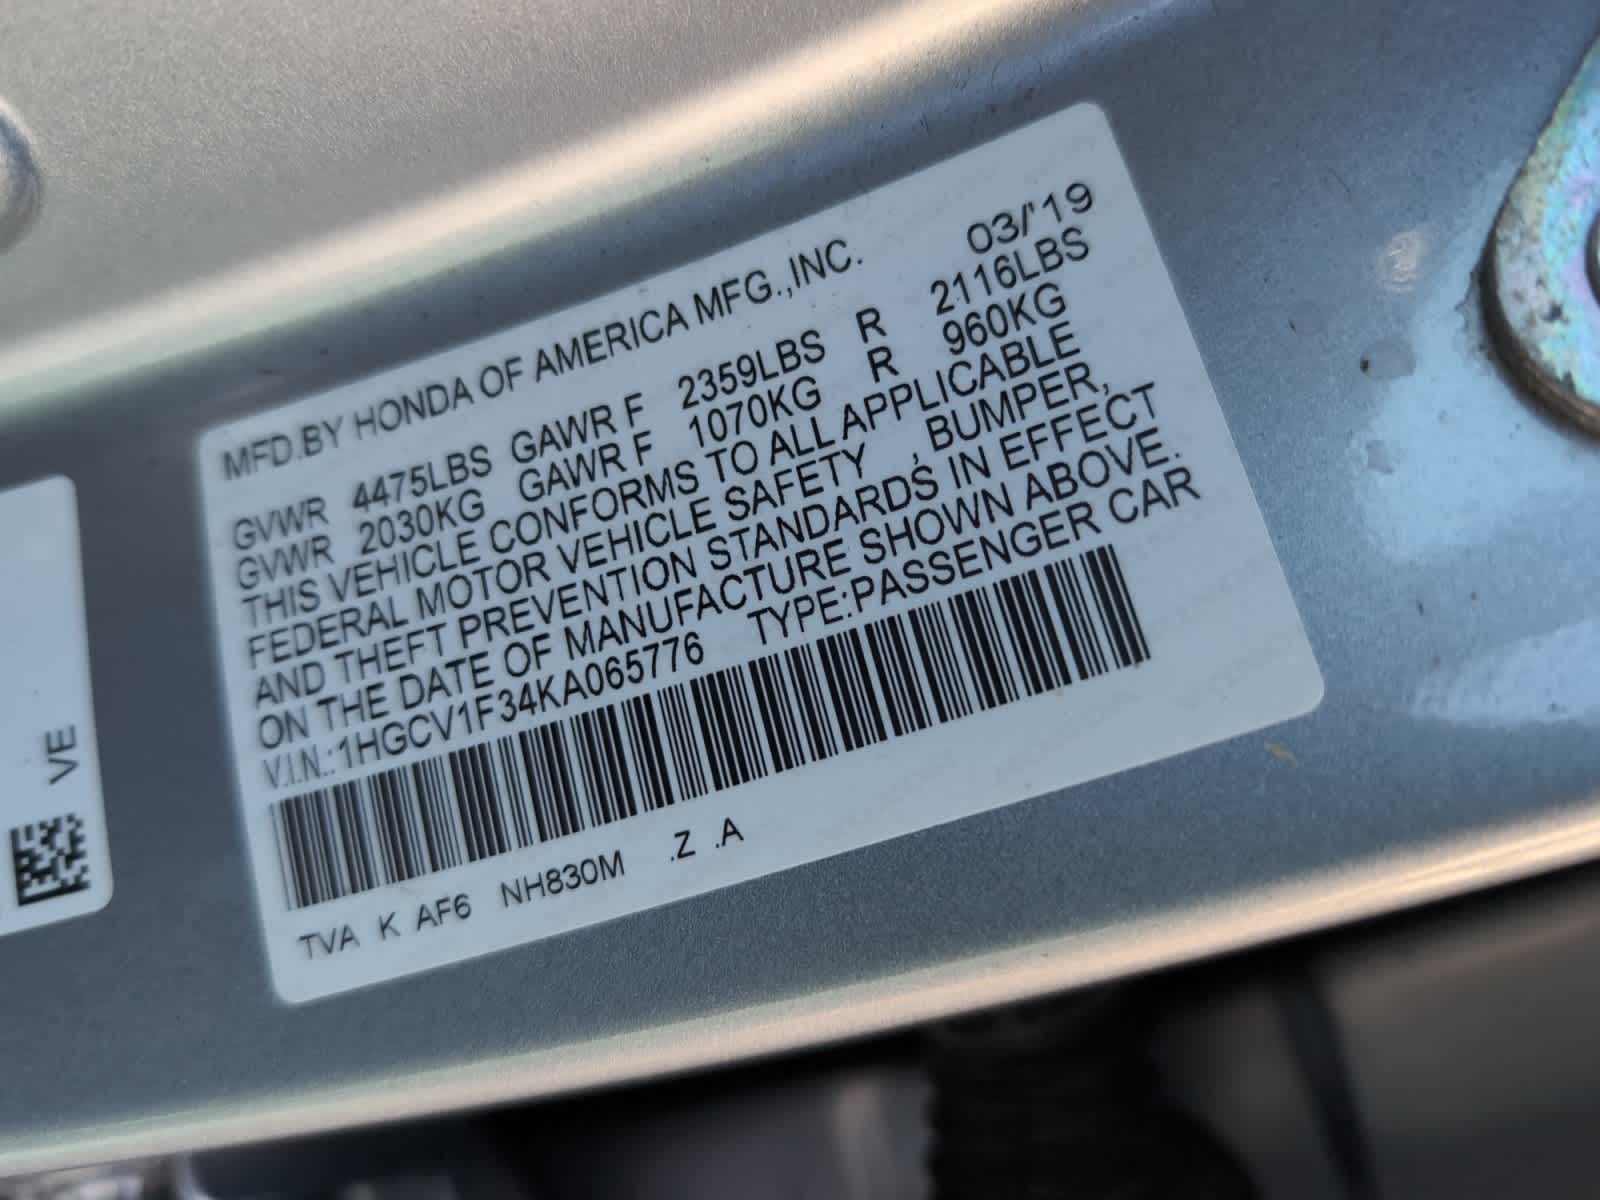 MFD.BY HONDA OF AMERICA MFG.,INC. 03/'19
GVWR 4475LBS GAWR F 2359LBS R 2116LBS
GVWR 2030KG GAWR F 1070KG R 960KG
THIS VEHICLE CONFORMS TO ALL APPLICABLE
FEDERAL MOTOR VEHICLE SAFETY , BUMPER,
AND THEFT PREVENTION STANDARDS IN EFFECT
ON THE DATE OF MANUFACTURE SHOWN ABOVE.
V.I.N.:1HGCV1F34KA065776 TYPE:PASSENGER CAR
TVA K AF6 NH830M .Z .A
VE